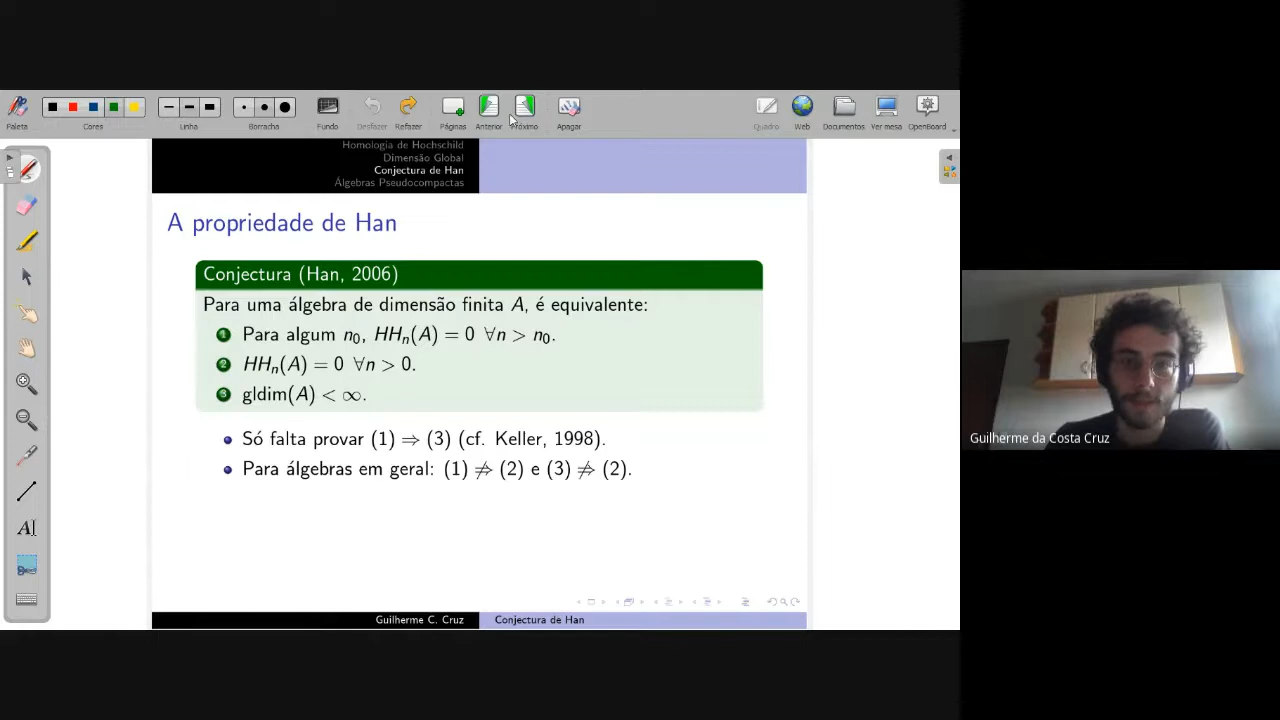 Paleta
Cores
Linha
Borracha
Fundo
Desfazer
Refazer
Páginas
Anterior
Próximo
Apagar
Quadro
Web
Documentos
Ver mesa
OpenBoard
Homologia de Hochschild
Dimensão Global
Conjectura de Han
Álgebras Pseudocompactas
A propriedade de Han
Conjectura (Han, 2006)
Para uma álgebra de dimensão finita A, é equivalente:
1 Para algum n₀, HHₙ(A) = 0 ∀n > n₀.
2 HHₙ(A) = 0 ∀n > 0.
3 gldim(A) < ∞.
Só falta provar (1) ⇒ (3) (cf. Keller, 1998).
Para álgebras em geral: (1) ⇏ (2) e (3) ⇏ (2).
Guilherme C. Cruz
Conjectura de Han
Guilherme da Costa Cruz
A